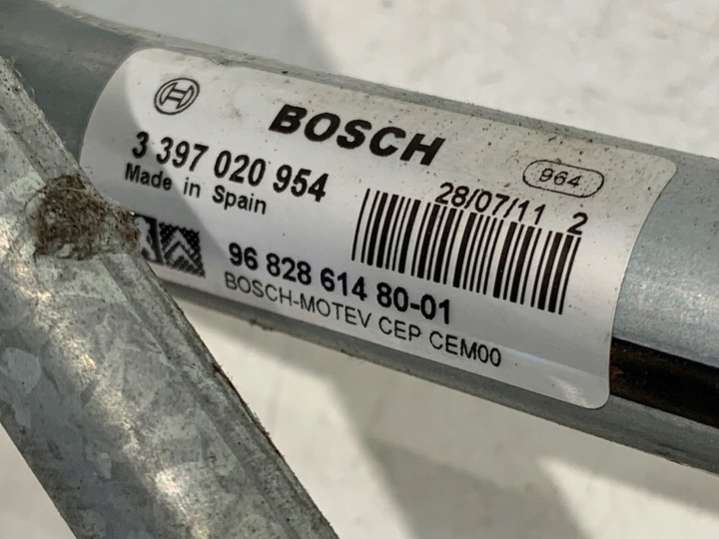 BOSCH
3 397 020 954
964
Made in Spain
28/07/11 2
96 828 614 80-01
BOSCH-MOTEV CEP CEM00